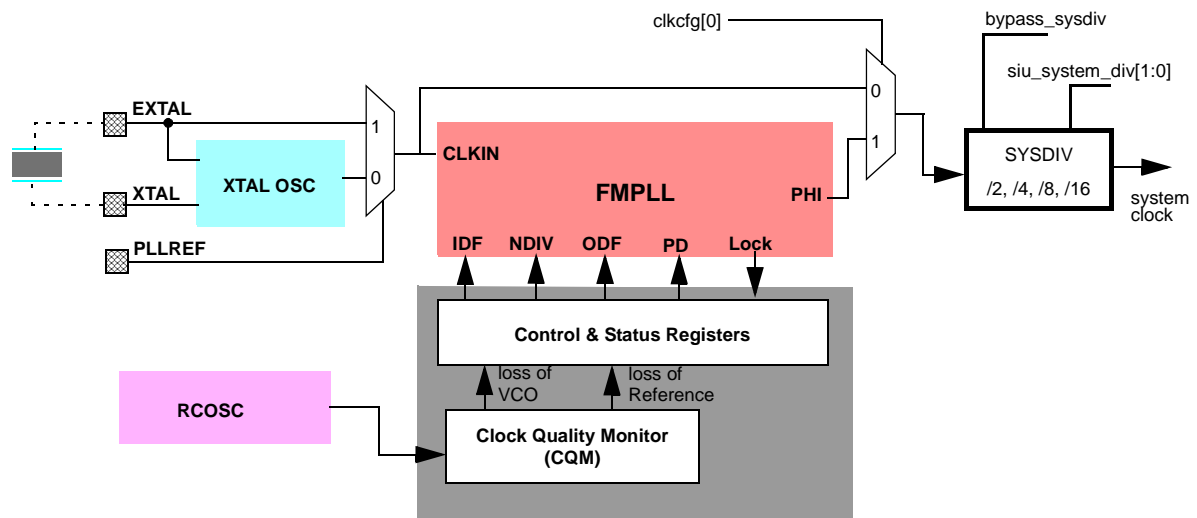 clkcfg[0]
bypass_sysdiv
siu_system_div[1:0]
EXTAL
1
0
XTAL OSC
XTAL
PLLREF
CLKIN
FMPLL
PHI
IDF NDIV ODF PD Lock
0
1
SYSDIV
/2, /4, /8, /16
system
clock
Control & Status Registers
loss of
VCO
loss of
Reference
RCOSC
Clock Quality Monitor
(CQM)